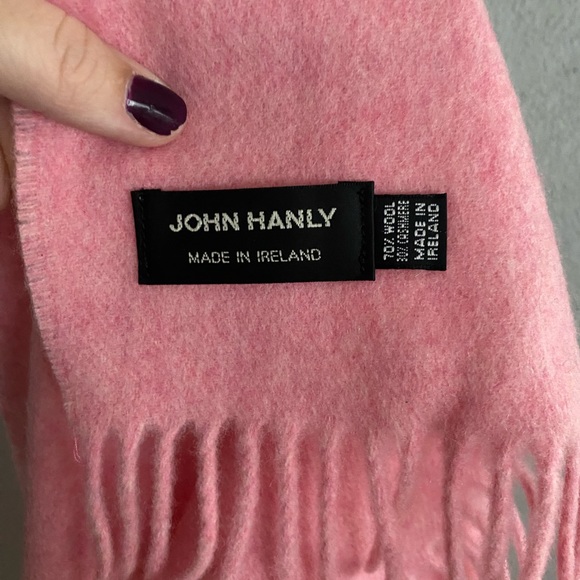 JOHN HANLY
MADE IN IRELAND
70% WOOL
30% CASHMERE
MADE IN
IRELAND